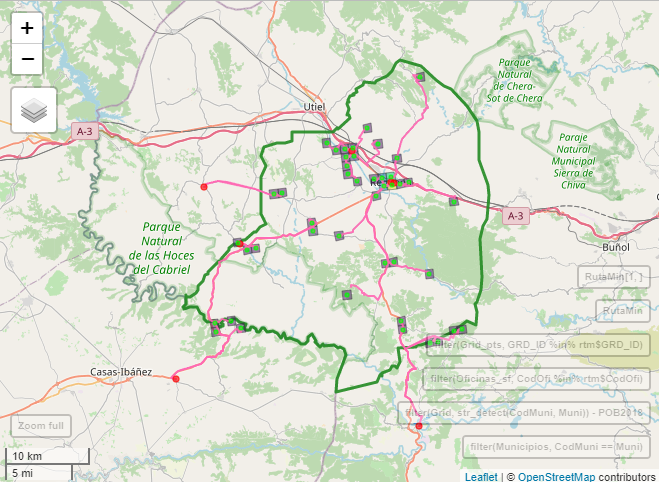 +
−
Utiel
Parque
Natural
de Chera-
Sot de Chera
A-3
Paraje
Natural
Municipal
Sierra de
Chiva
Parque
Natural
de las Hoces
del Cabriel
A-3
Buñol
RutaMin[1, ]
RutaMin
filter(Grid_pts, GRD_ID %in% rtm$GRD_ID)
Casas-Ibáñez
filter(Oficinas_sf, CodOfi %in%rtm$CodOfi)
filter(Grid, str_detect(CodMuni, Muni)) - POB2018
Zoom full
filter(Municipios, CodMuni == Muni)
10 km
5 mi
Leaflet | © OpenStreetMap contributors